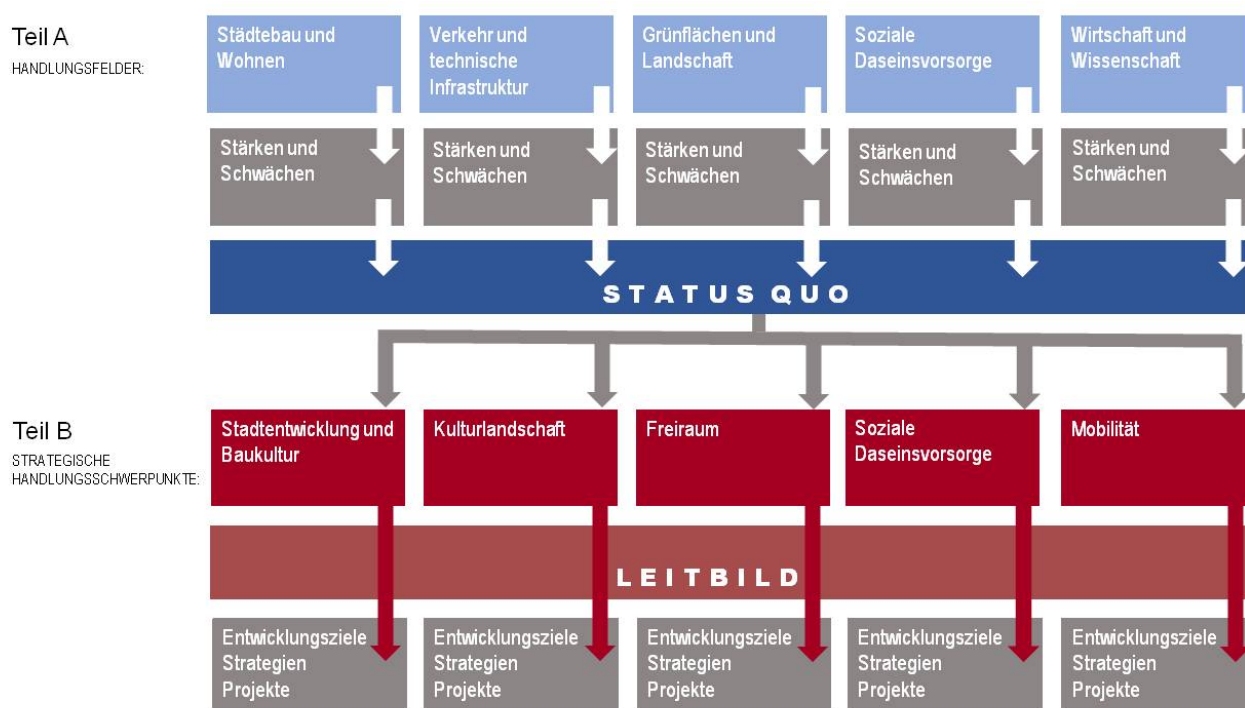 Teil A
HANDLUNGSFELDER:
Städtebau und
Wohnen
Verkehr und
technische
Infrastruktur
Grünflächen und
Landschaft
Soziale
Daseinsvorsorge
Wirtschaft und
Wissenschaft
Stärken und
Schwächen
Stärken und
Schwächen
Stärken und
Schwächen
Stärken und
Schwächen
Stärken und
Schwächen
STATUS QUO
Teil B
STRATEGISCHE
HANDLUNGSSCHWERPUNKTE:
Stadtentwicklung und
Baukultur
Kulturlandschaft
Freiraum
Soziale
Daseinsvorsorge
Mobilität
LEITBILD
Entwicklungsziele
Strategien
Projekte
Entwicklungsziele
Strategien
Projekte
Entwicklungsziele
Strategien
Projekte
Entwicklungsziele
Strategien
Projekte
Entwicklungsziele
Strategien
Projekte